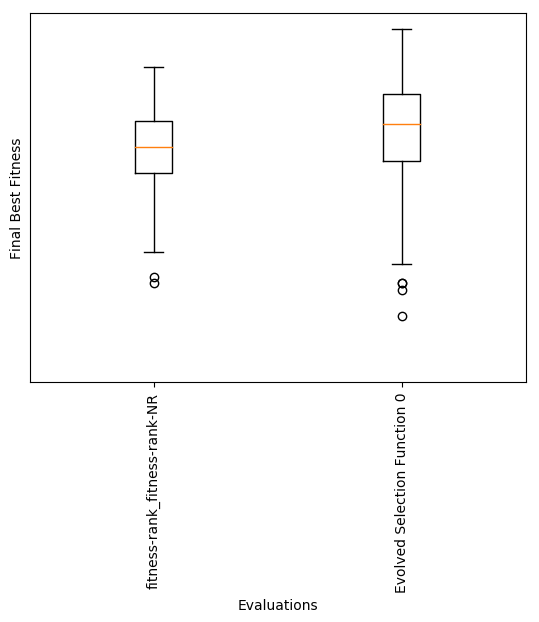 Final Best Fitness
fitness-rank_fitness-rank-NR
Evolved Selection Function 0
Evaluations